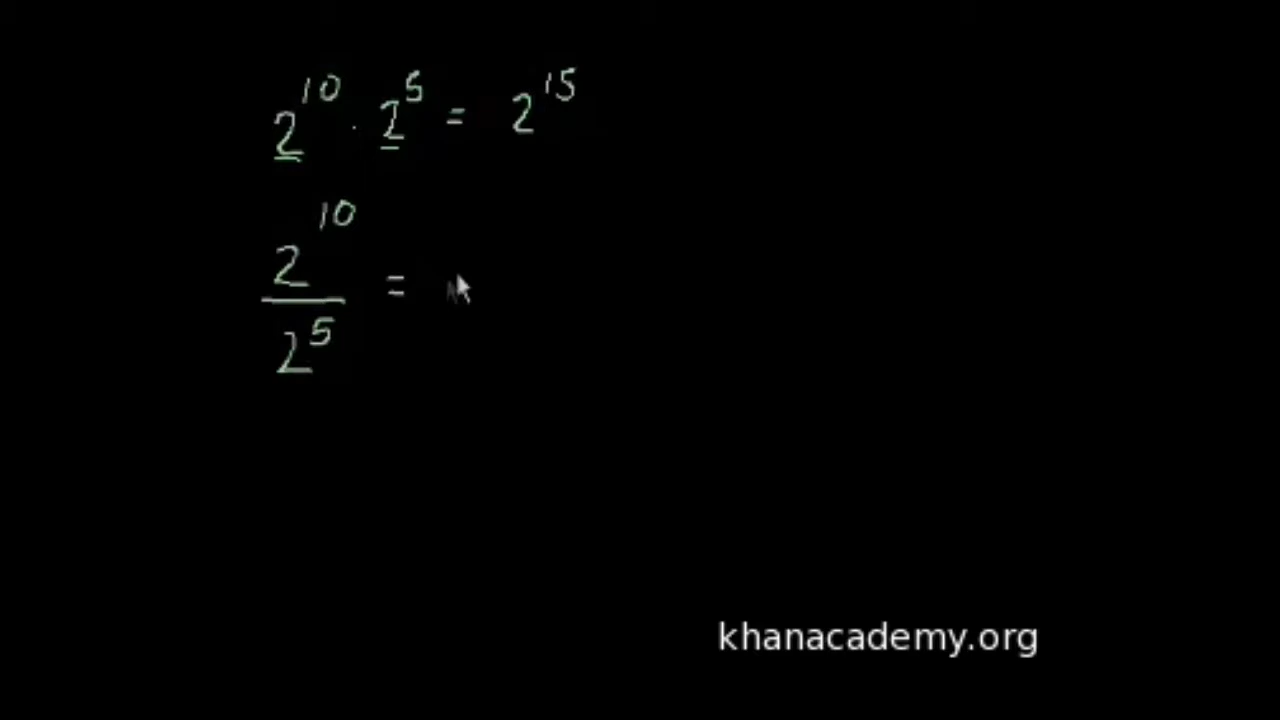 2^10 · 2^5 = 2^15
2^10 / 2^5 =
khanacademy.org